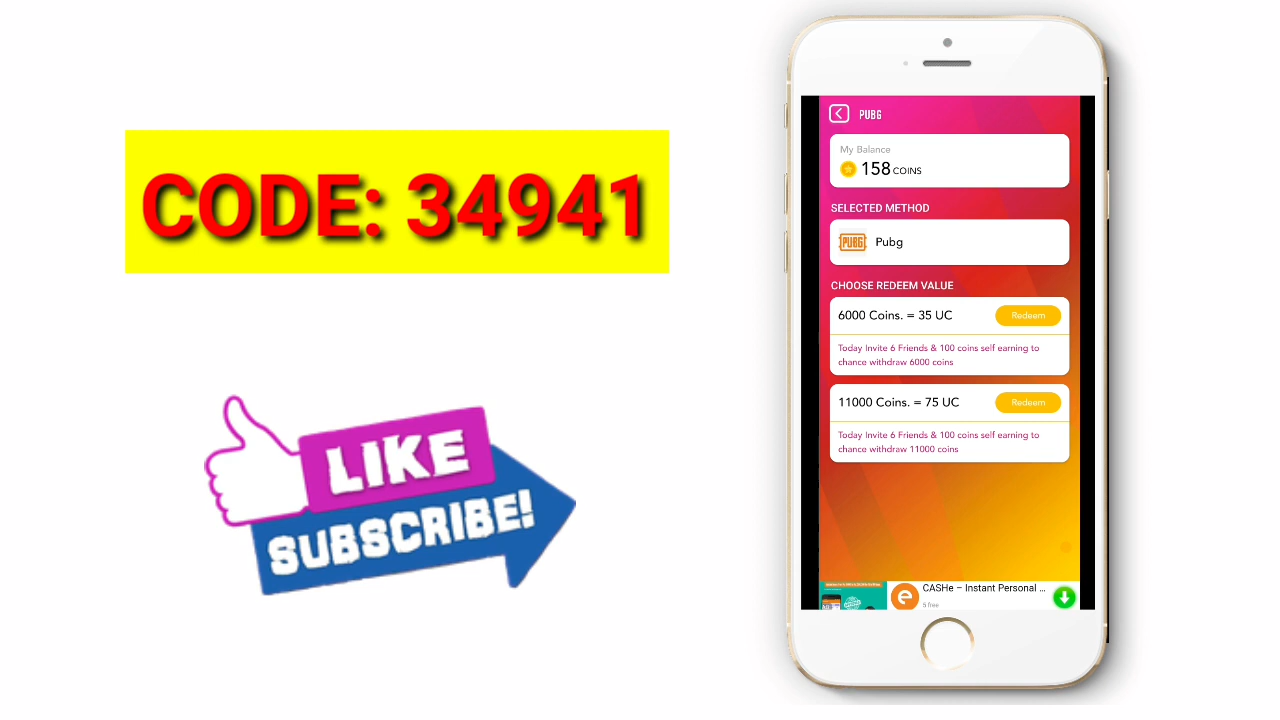 CODE: 34941
LIKE
SUBSCRIBE!
PUBG
My Balance
158 COINS
SELECTED METHOD
PUBG Pubg
CHOOSE REDEEM VALUE
6000 Coins. = 35 UC Redeem
Today Invite 6 Friends & 100 coins self earning to
chance withdraw 6000 coins
11000 Coins. = 75 UC Redeem
Today Invite 6 Friends & 100 coins self earning to
chance withdraw 11000 coins
CASHe – Instant Personal ...
5 free